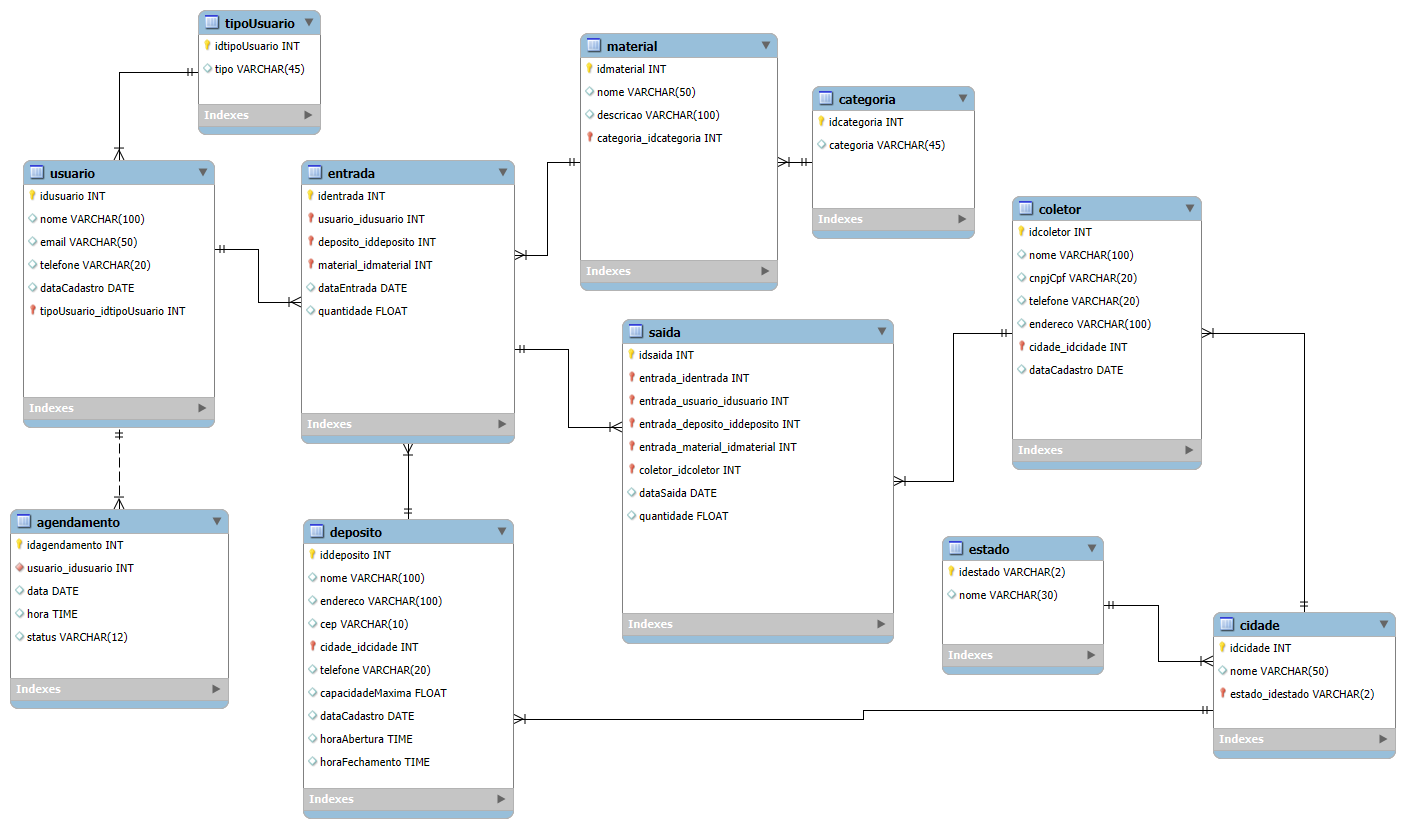 tipoUsuario
idtipoUsuario INT
tipo VARCHAR(45)
Indexes
material
idmaterial INT
nome VARCHAR(50)
descricao VARCHAR(100)
categoria_idcategoria INT
Indexes
categoria
idcategoria INT
categoria VARCHAR(45)
Indexes
usuario
idusuario INT
nome VARCHAR(100)
email VARCHAR(50)
telefone VARCHAR(20)
dataCadastro DATE
tipoUsuario_idtipoUsuario INT
Indexes
entrada
identrada INT
usuario_idusuario INT
deposito_iddeposito INT
material_idmaterial INT
dataEntrada DATE
quantidade FLOAT
Indexes
coletor
idcoletor INT
nome VARCHAR(100)
cnpjCpf VARCHAR(20)
telefone VARCHAR(20)
endereco VARCHAR(100)
cidade_idcidade INT
dataCadastro DATE
Indexes
saida
idsaida INT
entrada_identrada INT
entrada_usuario_idusuario INT
entrada_deposito_iddeposito INT
entrada_material_idmaterial INT
coletor_idcoletor INT
dataSaida DATE
quantidade FLOAT
Indexes
agendamento
idagendamento INT
usuario_idusuario INT
data DATE
hora TIME
status VARCHAR(12)
Indexes
deposito
iddeposito INT
nome VARCHAR(100)
endereco VARCHAR(100)
cep VARCHAR(10)
cidade_idcidade INT
telefone VARCHAR(20)
capacidadeMaxima FLOAT
dataCadastro DATE
horaAbertura TIME
horaFechamento TIME
Indexes
estado
idestado VARCHAR(2)
nome VARCHAR(30)
Indexes
cidade
idcidade INT
nome VARCHAR(50)
estado_idestado VARCHAR(2)
Indexes